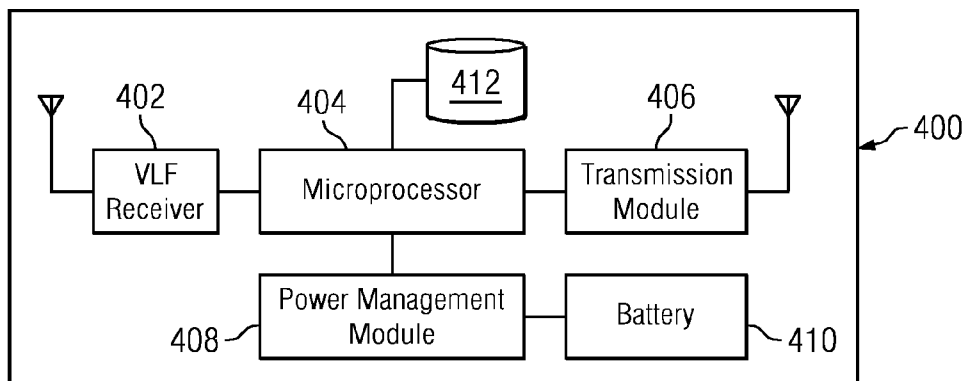 412
402
404
406
400
VLF
Receiver
Microprocessor
Transmission
Module
Power Management
Module
Battery
408
410